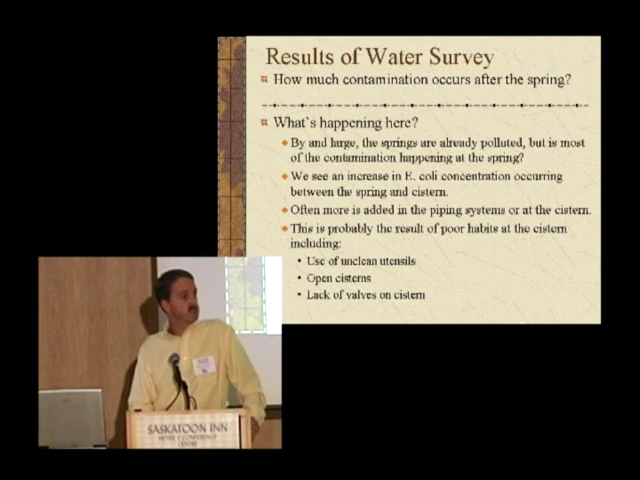 Results of Water Survey
How much contamination occurs after the spring?
What's happening here?
By and large, the springs are already polluted, but is most
of the contamination happening at the spring?
We see an increase in E. coli concentration occurring
between the spring and cistern.
Often more is added in the piping systems or at the cistern.
This is probably the result of poor habits at the cistern
including:
• Use of unclean utensils
• Open cisterns
• Lack of valves on cistern
SASKATOON INN
HOTEL & CONFERENCE
CENTRE